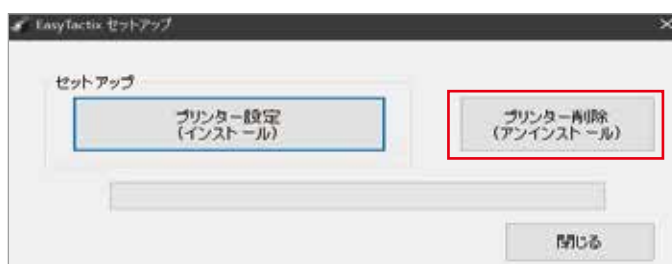 EasyTactix セットアップ
セットアップ
プリンター設定
(インストール)
プリンター削除
(アンインストール)
閉じる